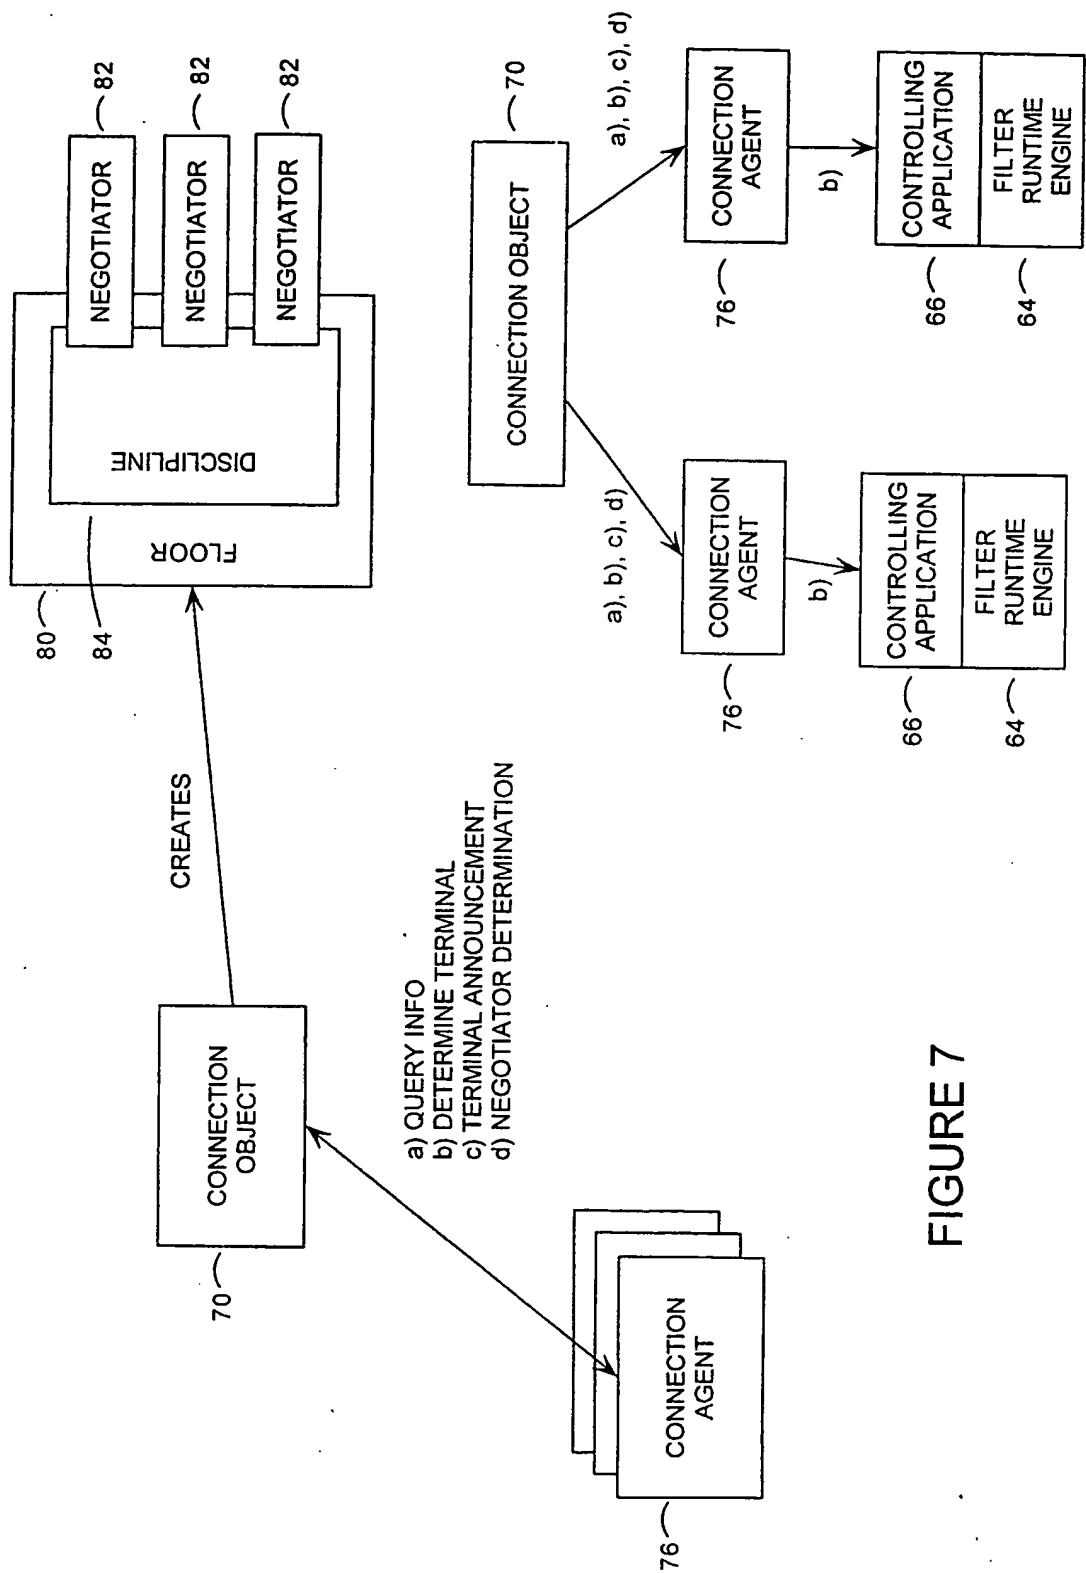 80
FLOOR
84
DISCIPLINE
NEGOTIATOR
82
NEGOTIATOR
82
NEGOTIATOR
82
CREATES
CONNECTION
OBJECT
70
a) QUERY INFO
b) DETERMINE TERMINAL
c) TERMINAL ANNOUNCEMENT
d) NEGOTIATOR DETERMINATION
CONNECTION
AGENT
76
CONNECTION OBJECT
70
a), b), c), d)
a), b), c), d)
CONNECTION
AGENT
76
b)
CONTROLLING
APPLICATION
66
FILTER
RUNTIME
ENGINE
64
CONNECTION
AGENT
76
b)
CONTROLLING
APPLICATION
66
FILTER
RUNTIME
ENGINE
64
FIGURE 7